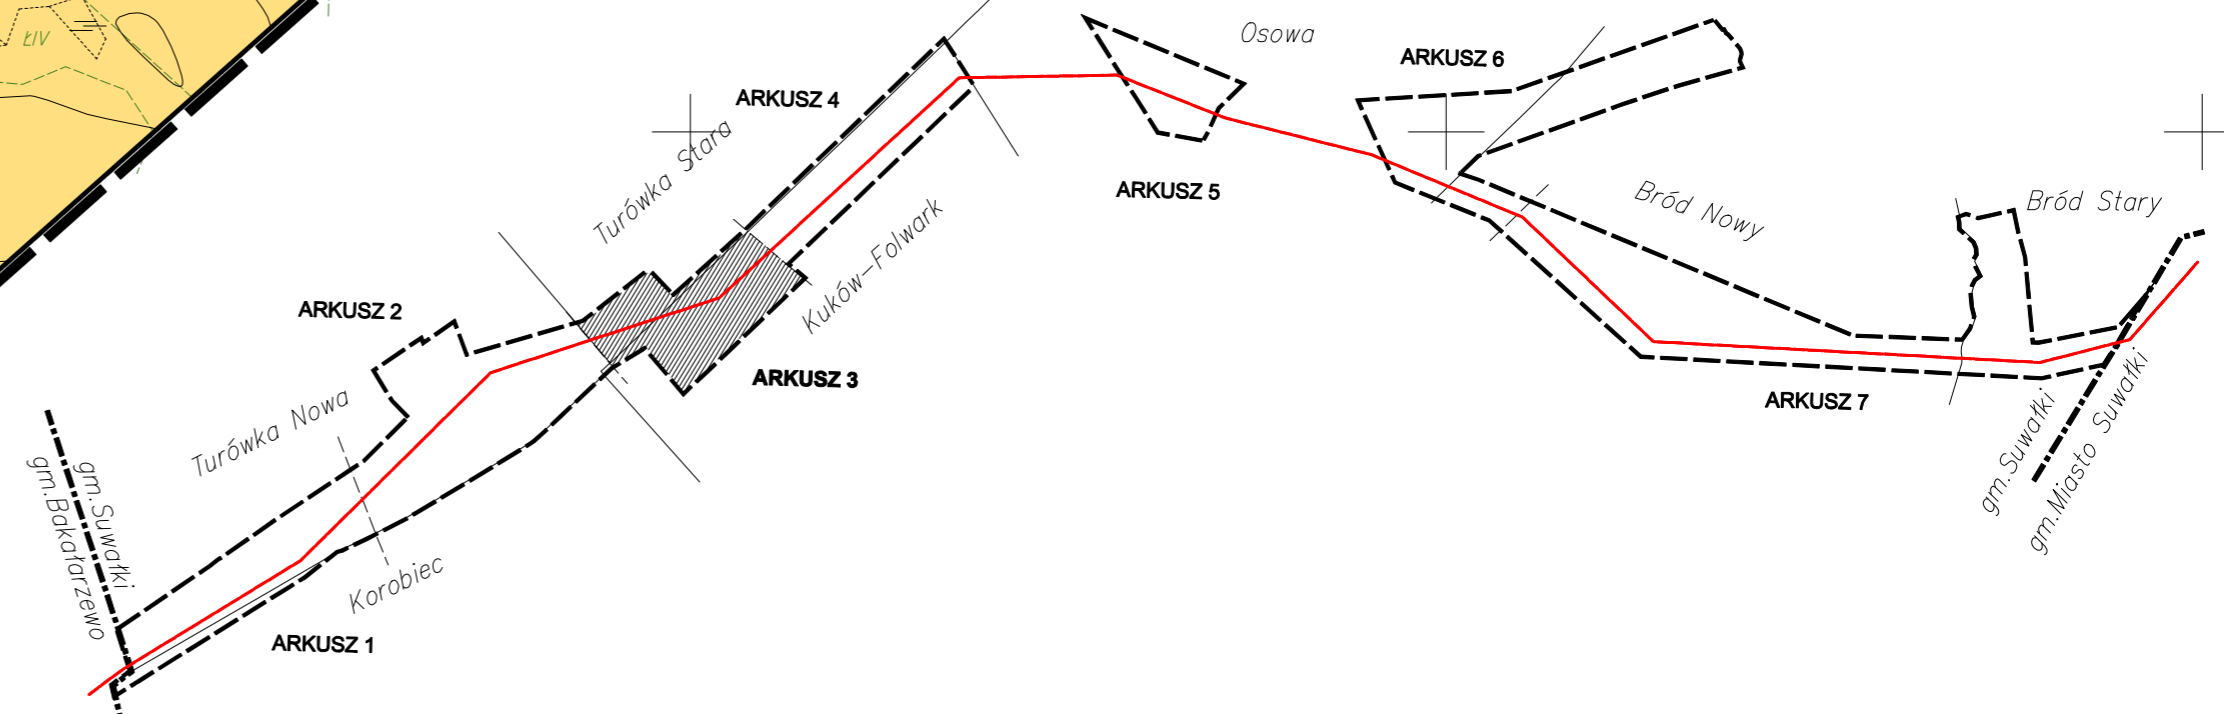 ŁIV
Osowa
ARKUSZ 6
ARKUSZ 4
Turówka Stara
ARKUSZ 5
Bród Nowy
Bród Stary
Kuków-Folwark
ARKUSZ 2
ARKUSZ 3
ARKUSZ 7
Turówka Nowa
gm.Suwałki
gm.Bakałarzewo
gm.Suwałki
gm.Miasto Suwałki
Korobiec
ARKUSZ 1